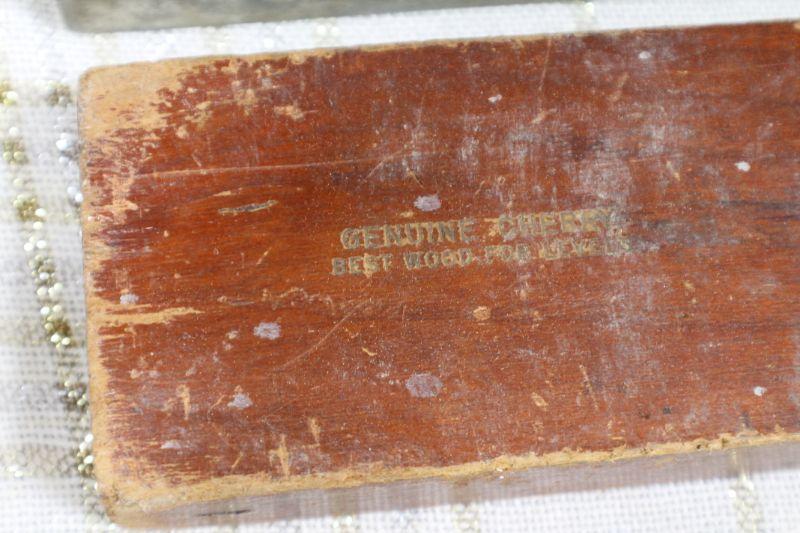 GENUINE CHERRY
BEST WOOD FOR LEVELS